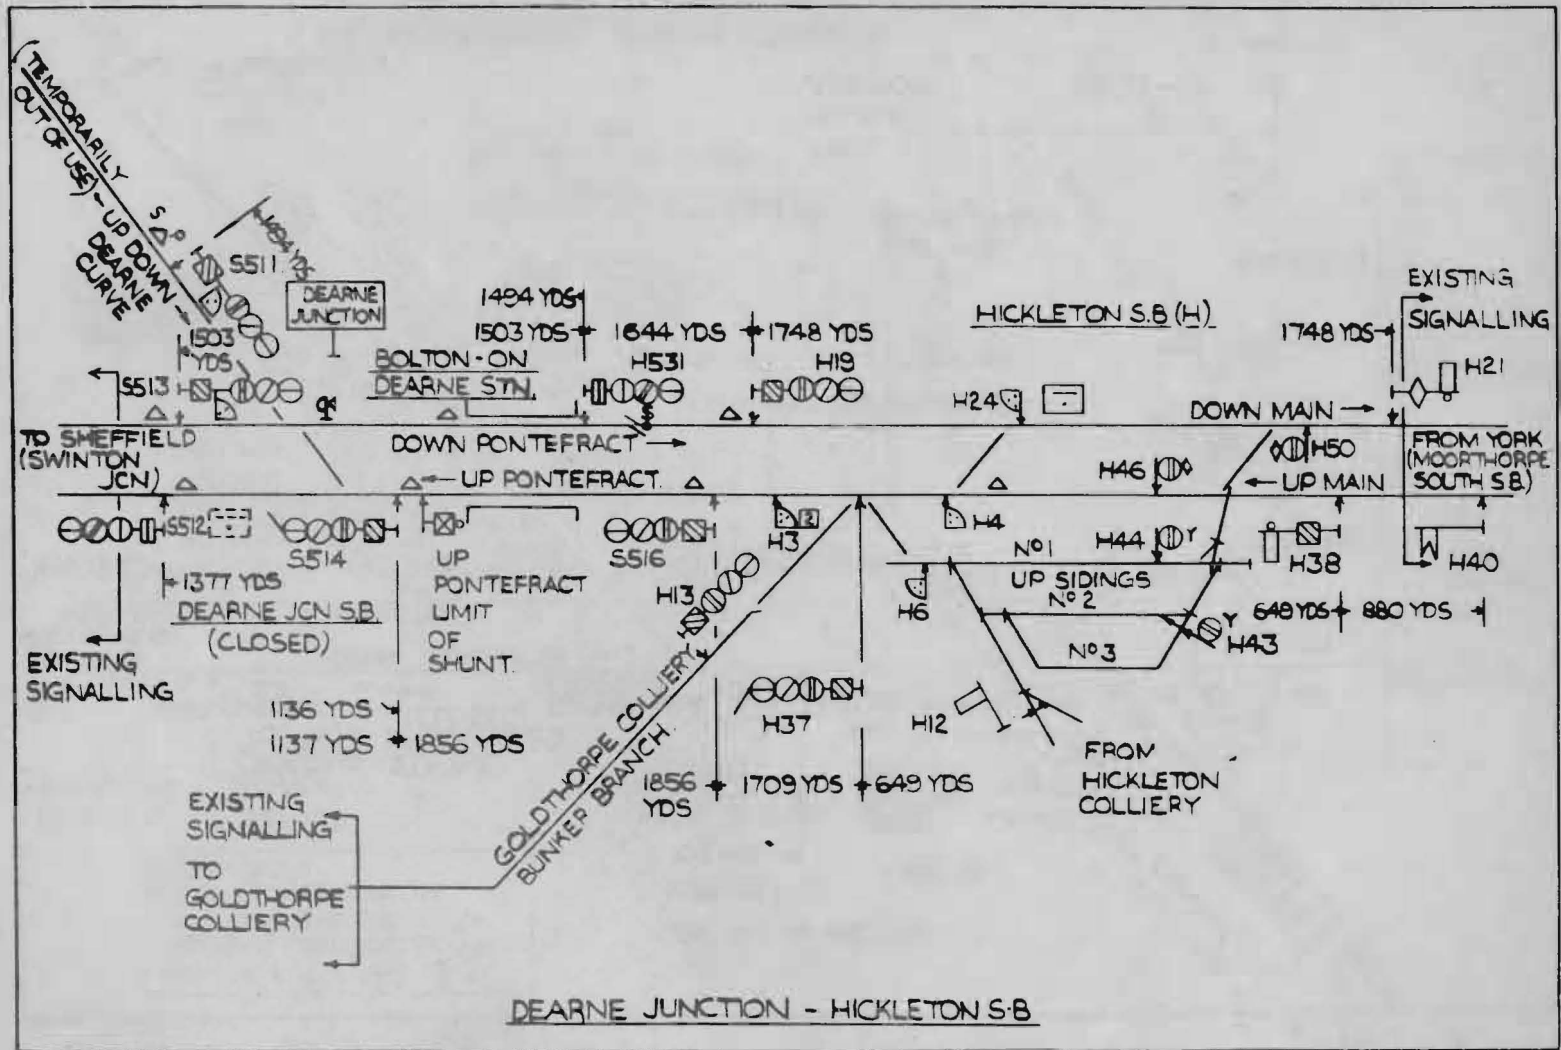 (TEMPORARILY
OUT OF USE)
UP DOWN
DEARNE
CURVE
S
S511
1494 YDS
DEARNE
JUNCTION
1503
YDS
S513
1494 YDS
1503 YDS
1644 YDS
1748 YDS
BOLTON-ON
DEARNE STN.
H531
H19
S
HICKLETON S.B (H)
H24
1748 YDS
EXISTING
SIGNALLING
H21
DOWN MAIN
TO SHEFFIELD
(SWINTON
JCN)
DOWN PONTEFRACT
UP PONTEFRACT
H46
H50
UP MAIN
FROM YORK
(MOORTHORPE
SOUTH S.B.)
S512
S514
UP
PONTEFRACT
LIMIT
OF
SHUNT.
S516
H3
2
H4
H44
Y
Nº1
UP SIDINGS
Nº2
Nº3
H6
H38
H40
648 YDS
880 YDS
Y
H43
1377 YDS
DEARNE JCN S.B.
(CLOSED)
EXISTING
SIGNALLING
H13
1136 YDS
1137 YDS
1856 YDS
H37
H12
FROM
HICKLETON
COLLIERY
1856
YDS
1709 YDS
649 YDS
GOLDTHORPE COLLIERY
BUNKER BRANCH
EXISTING
SIGNALLING
TO
GOLDTHORPE
COLLIERY
DEARNE JUNCTION - HICKLETON S.B